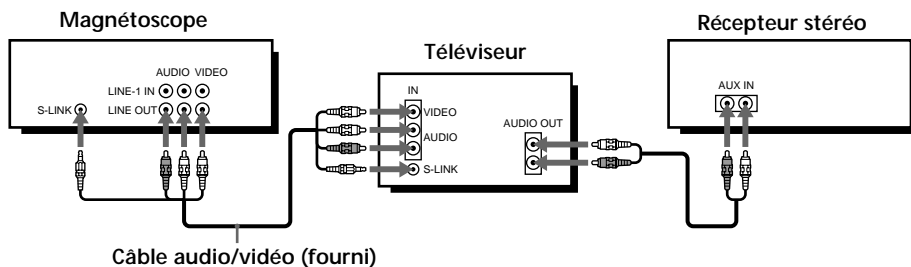 Magnétoscope
AUDIO VIDEO
LINE-1 IN
S-LINK
LINE OUT
Téléviseur
IN
VIDEO
AUDIO
S-LINK
AUDIO OUT
Récepteur stéréo
AUX IN
Câble audio/vidéo (fourni)